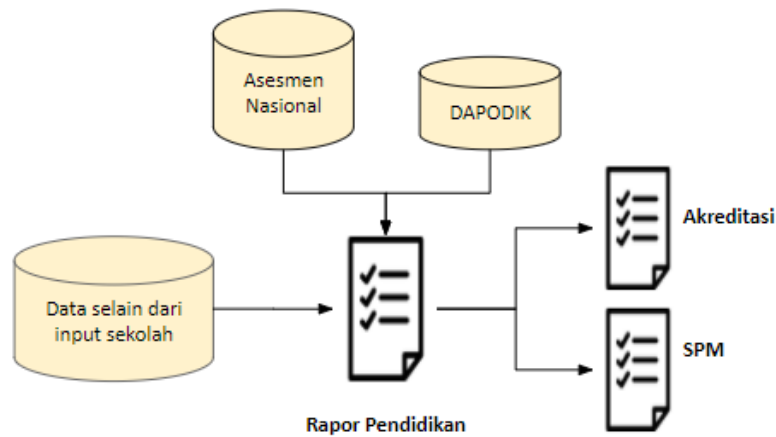 Asesmen
Nasional
DAPODIK
Akreditasi
Data selain dari
input sekolah
SPM
Rapor Pendidikan